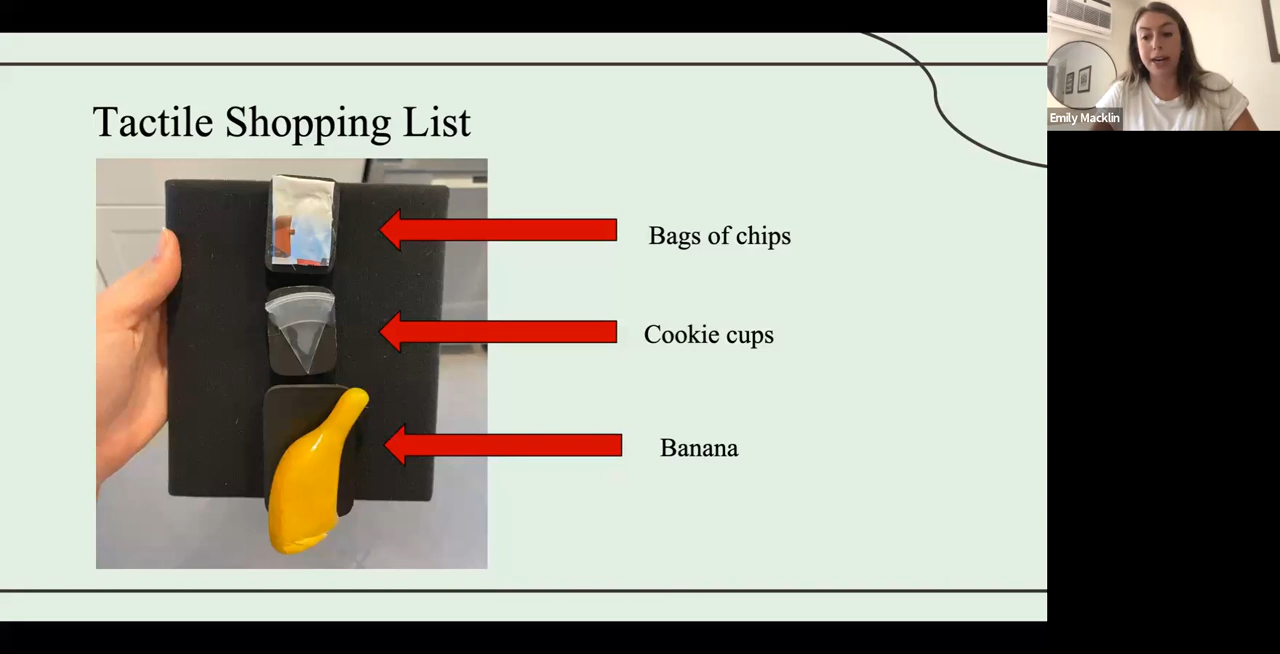 Tactile Shopping List
Bags of chips
Cookie cups
Banana
Emily Macklin